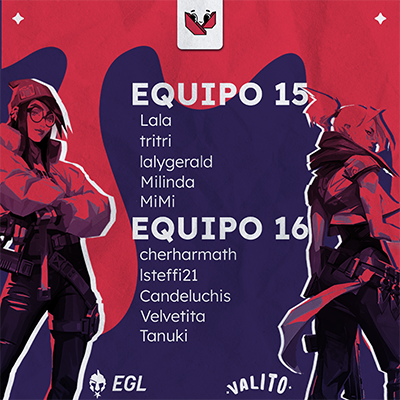 EQUIPO 15
Lala
tritri
lalygerald
Milinda
MiMi
EQUIPO 16
cherharmath
lsteffi21
Candeluchis
Velvetita
Tanuki
EGL
VALITO